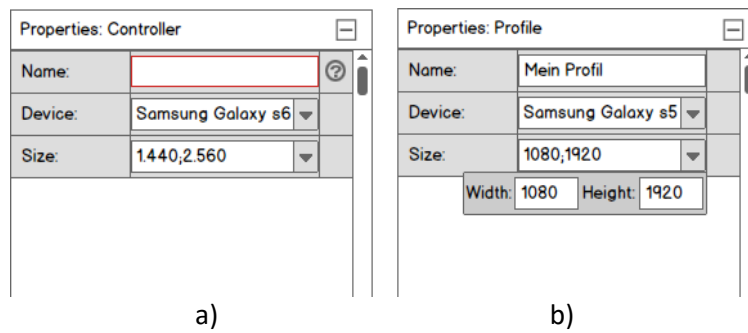 Properties: Controller
Name:
Device: Samsung Galaxy s6
Size: 1.440;2.560
a)
Properties: Profile
Name: Mein Profil
Device: Samsung Galaxy s5
Size: 1080;1920
Width: 1080 Height: 1920
b)